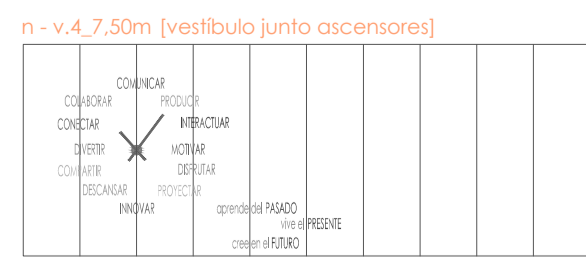 n - v.4_7,50m [vestíbulo junto ascensores]
COMUNICAR
COLABORAR PRODUCIR
CONECTAR INTERACTUAR
DIVERTIR MOTIVAR
COMPARTIR DISFRUTAR
DESCANSAR PROYECTAR
INNOVAR
aprende del PASADO
vive el PRESENTE
cree en el FUTURO